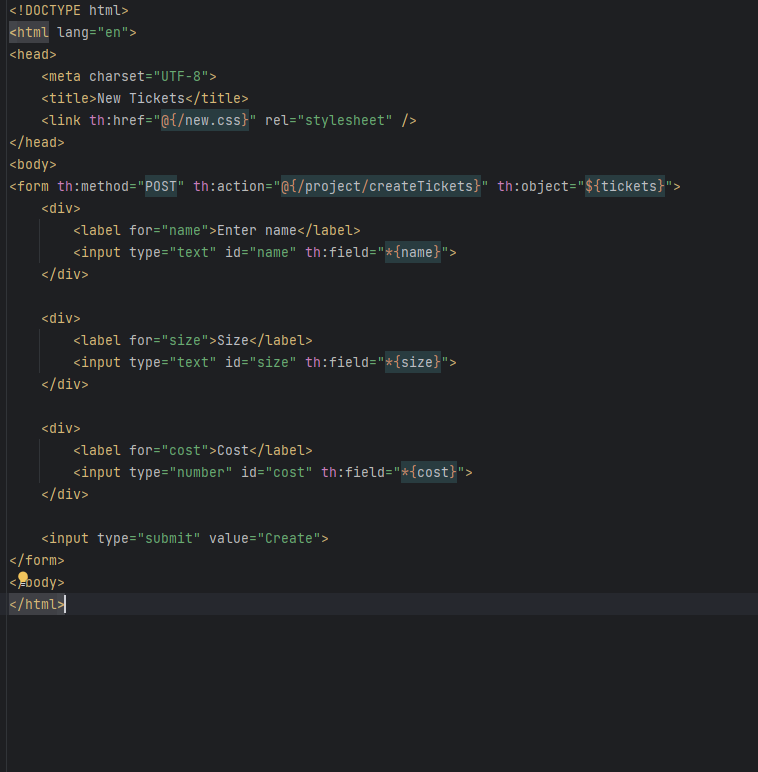 <!DOCTYPE html>
<html lang="en">
<head>
    <meta charset="UTF-8">
    <title>New Tickets</title>
    <link th:href="@{/new.css}" rel="stylesheet" />
</head>
<body>
<form th:method="POST" th:action="@{/project/createTickets}" th:object="${tickets}">
    <div>
        <label for="name">Enter name</label>
        <input type="text" id="name" th:field="*{name}">
    </div>

    <div>
        <label for="size">Size</label>
        <input type="text" id="size" th:field="*{size}">
    </div>

    <div>
        <label for="cost">Cost</label>
        <input type="number" id="cost" th:field="*{cost}">
    </div>

    <input type="submit" value="Create">
</form>
</body>
</html>